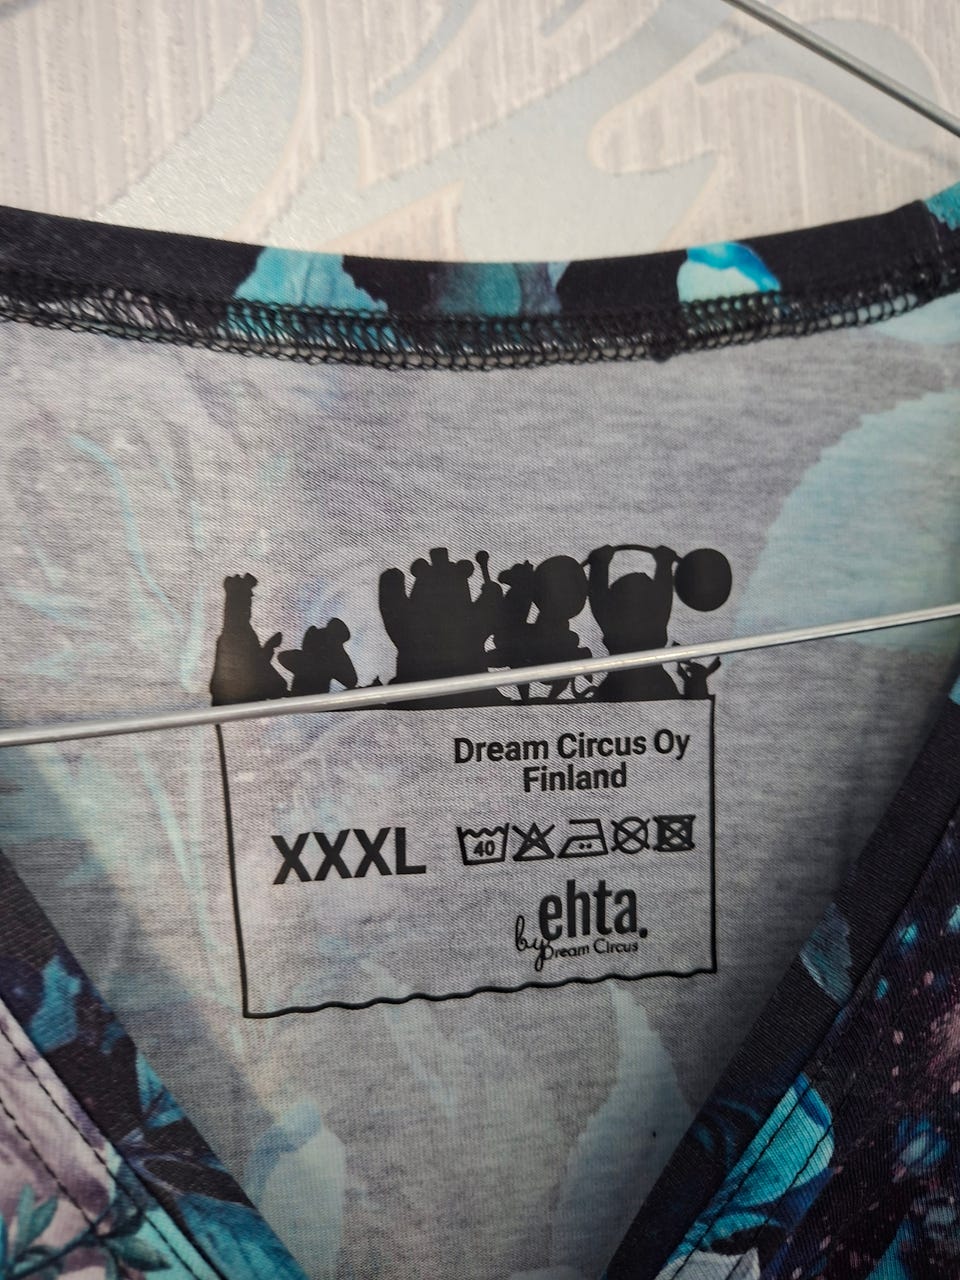 Dream Circus Oy
Finland
XXXL
40
ehta.
by Dream Circus